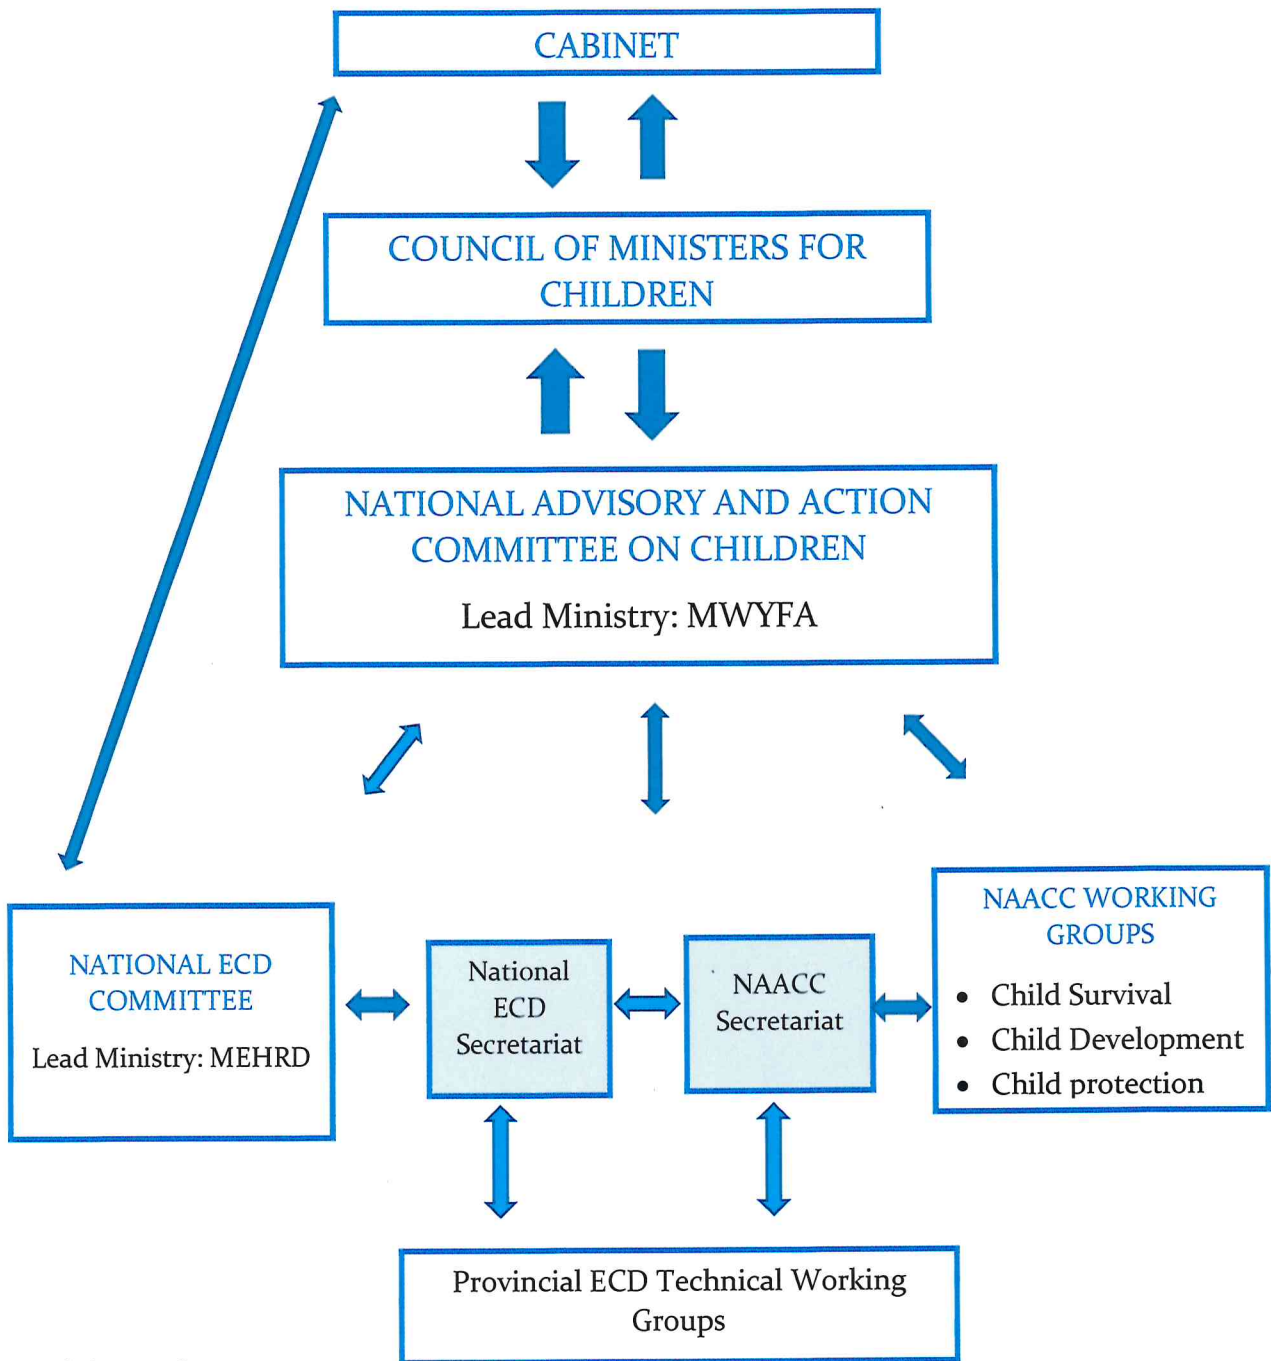 CABINET
COUNCIL OF MINISTERS FOR
CHILDREN
NATIONAL ADVISORY AND ACTION
COMMITTEE ON CHILDREN
Lead Ministry: MWYFA
NATIONAL ECD
COMMITTEE
Lead Ministry: MEHRD
National
ECD
Secretariat
NAACC
Secretariat
NAACC WORKING
GROUPS
• Child Survival
• Child Development
• Child protection
Provincial ECD Technical Working
Groups